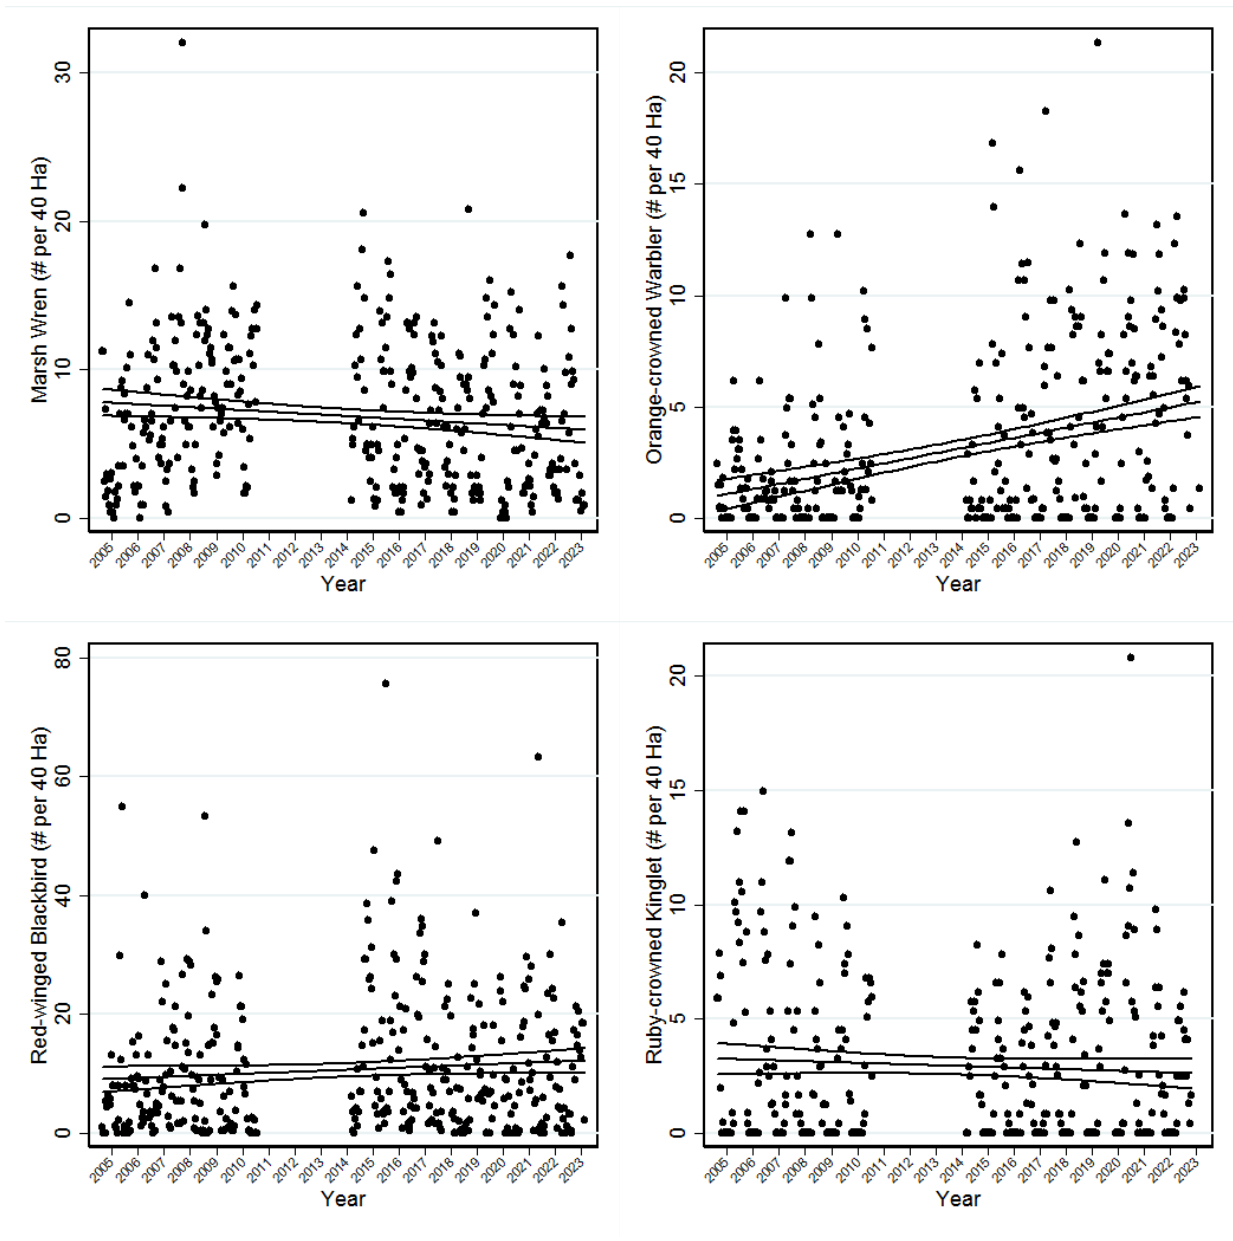 Marsh Wren (# per 40 Ha)
30
20
10
0
2005 2006 2007 2008 2009 2010 2011 2012 2013 2014 2015 2016 2017 2018 2019 2020 2021 2022 2023
Year
Orange-crowned Warbler (# per 40 Ha)
20
15
10
5
0
2005 2006 2007 2008 2009 2010 2011 2012 2013 2014 2015 2016 2017 2018 2019 2020 2021 2022 2023
Year
Red-winged Blackbird (# per 40 Ha)
80
60
40
20
0
2005 2006 2007 2008 2009 2010 2011 2012 2013 2014 2015 2016 2017 2018 2019 2020 2021 2022 2023
Year
Ruby-crowned Kinglet (# per 40 Ha)
20
15
10
5
0
2005 2006 2007 2008 2009 2010 2011 2012 2013 2014 2015 2016 2017 2018 2019 2020 2021 2022 2023
Year